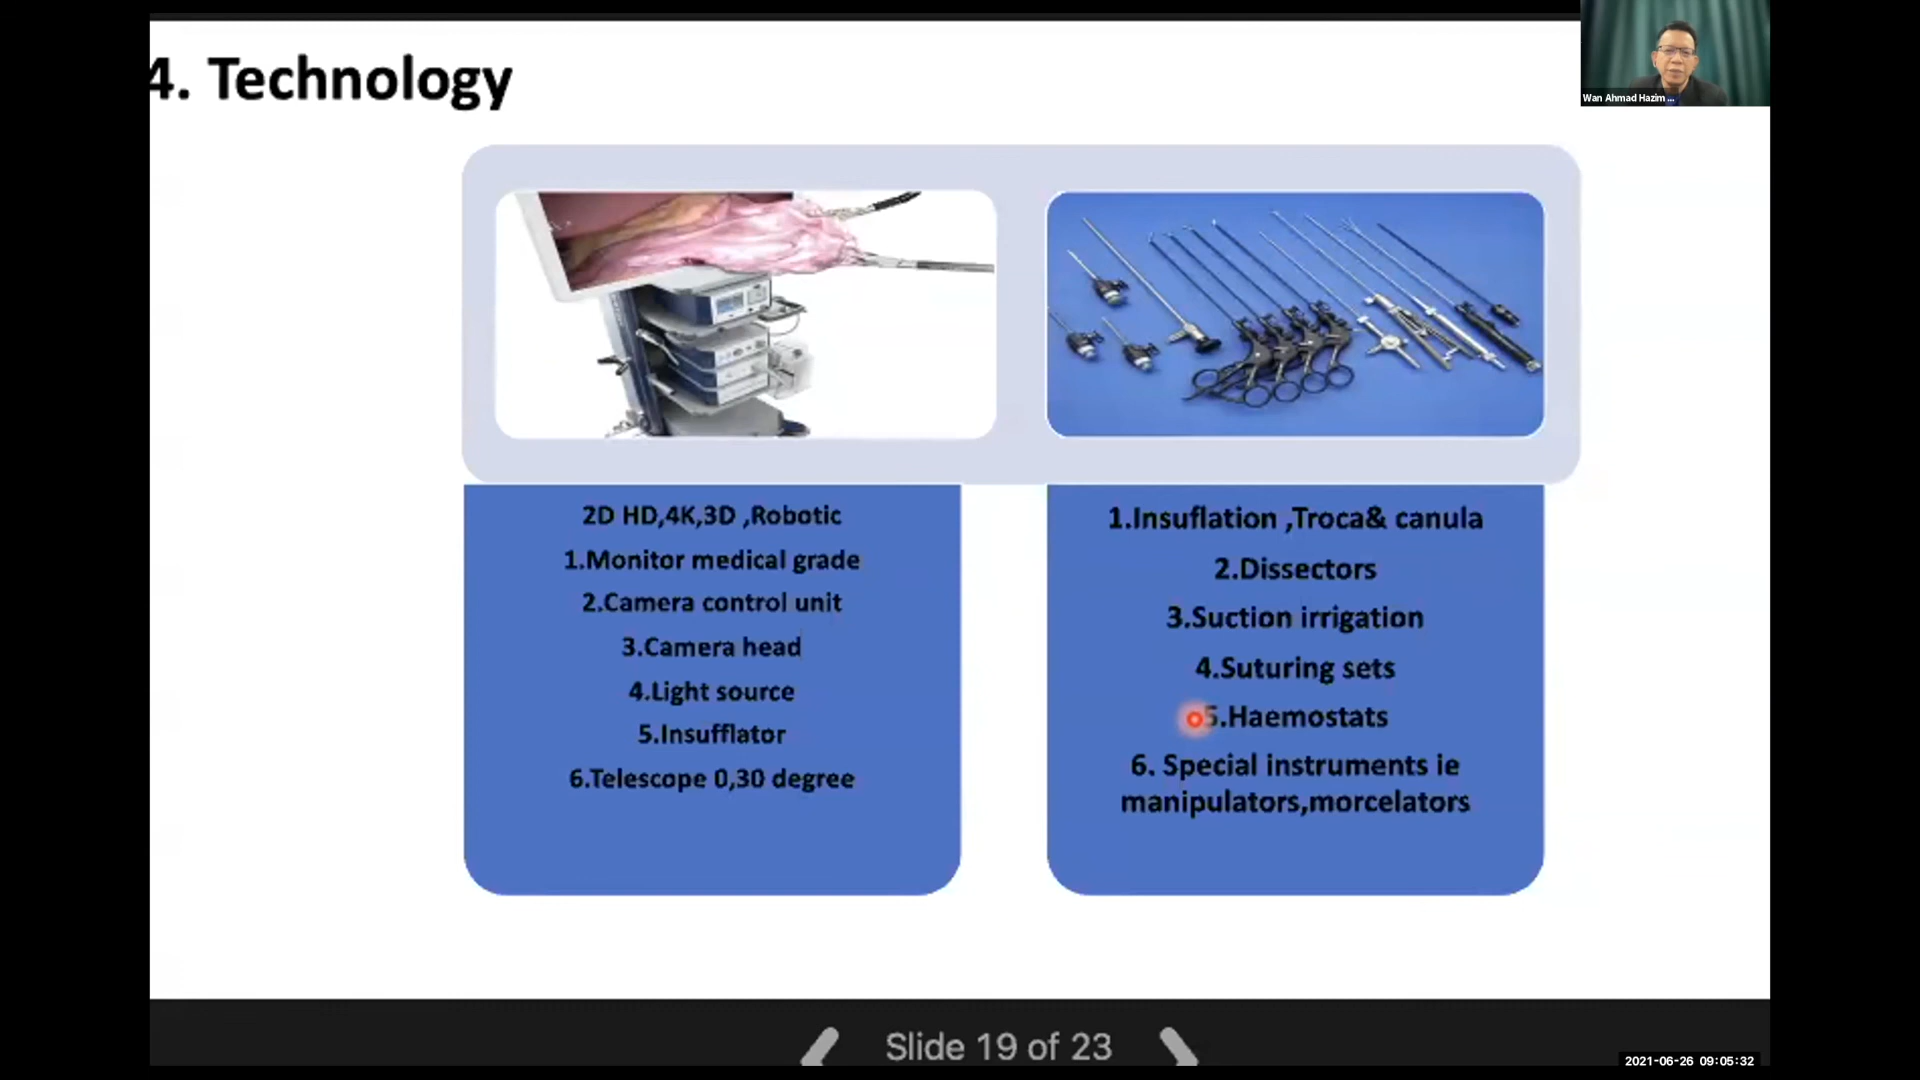 4. Technology
Wan Ahmad Hazim ...
2D HD,4K,3D ,Robotic
1.Monitor medical grade
2.Camera control unit
3.Camera head
4.Light source
5.Insufflator
6.Telescope 0,30 degree
1.Insuflation ,Troca& canula
2.Dissectors
3.Suction irrigation
4.Suturing sets
5.Haemostats
6. Special instruments ie
manipulators,morcelators
Slide 19 of 23
2021-06-26 09:05:32